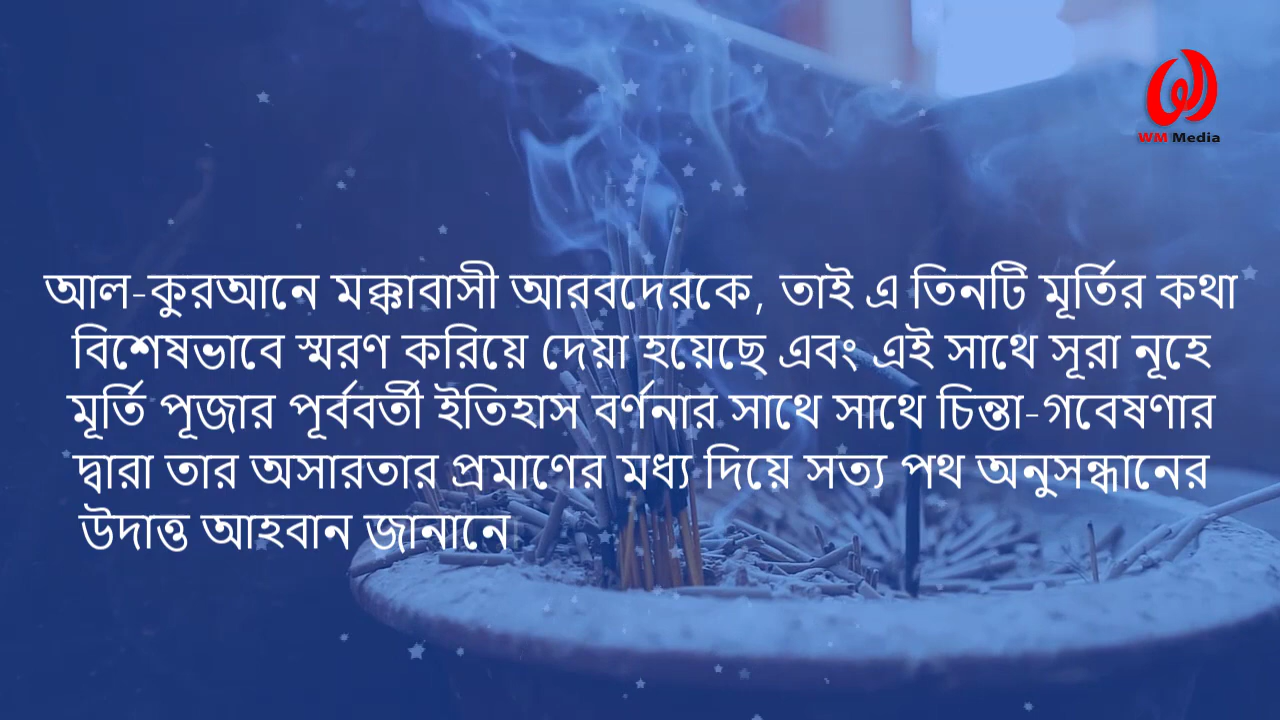 WM Media
আল-কুরআনে মক্কাবাসী আরবদেরকে, তাই এ তিনটি মূর্তির কথা
বিশেষভাবে স্মরণ করিয়ে দেয়া হয়েছে এবং এই সাথে সূরা নূহে
মূর্তি পূজার পূর্ববর্তী ইতিহাস বর্ণনার সাথে সাথে চিন্তা-গবেষণার
দ্বারা তার অসারতার প্রমাণের মধ্য দিয়ে সত্য পথ অনুসন্ধানের
উদাত্ত আহবান জানানে